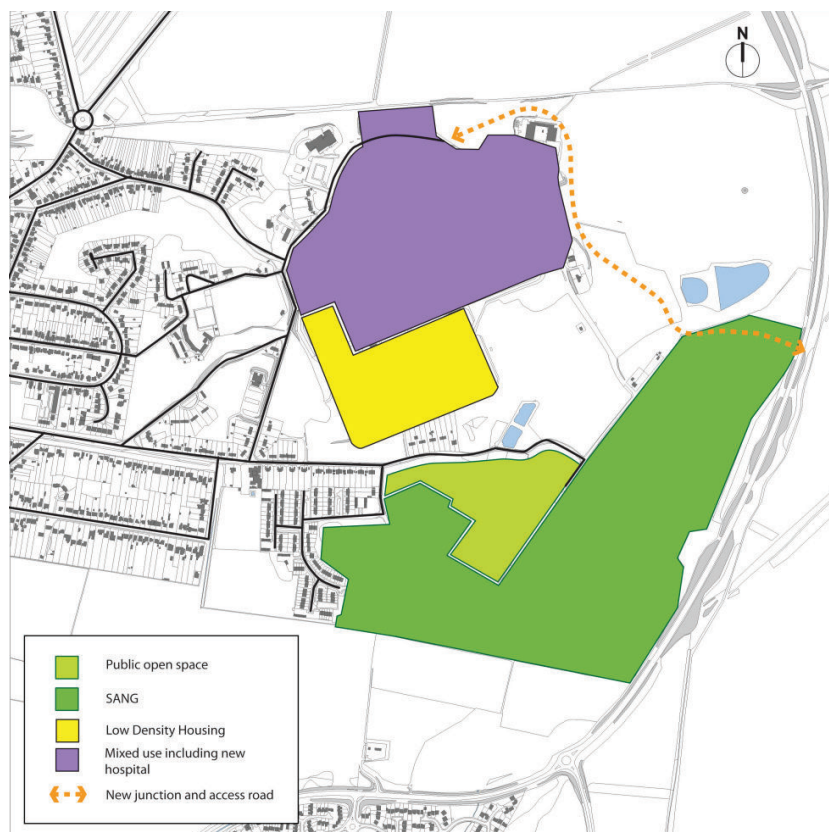 N
Public open space
SANG
Low Density Housing
Mixed use including new
hospital
New junction and access road